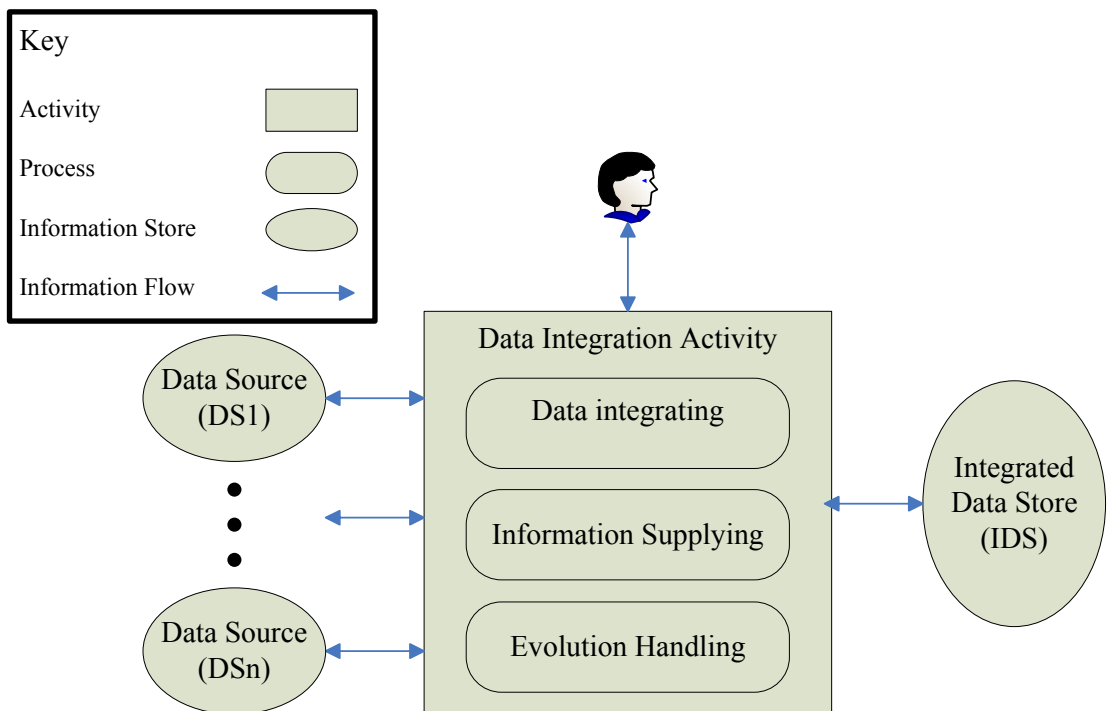 Key
Activity
Process
Information Store
Information Flow
Data Source
(DS1)
Data Source
(DSn)
Data Integration Activity
Data integrating
Information Supplying
Evolution Handling
Integrated
Data Store
(IDS)